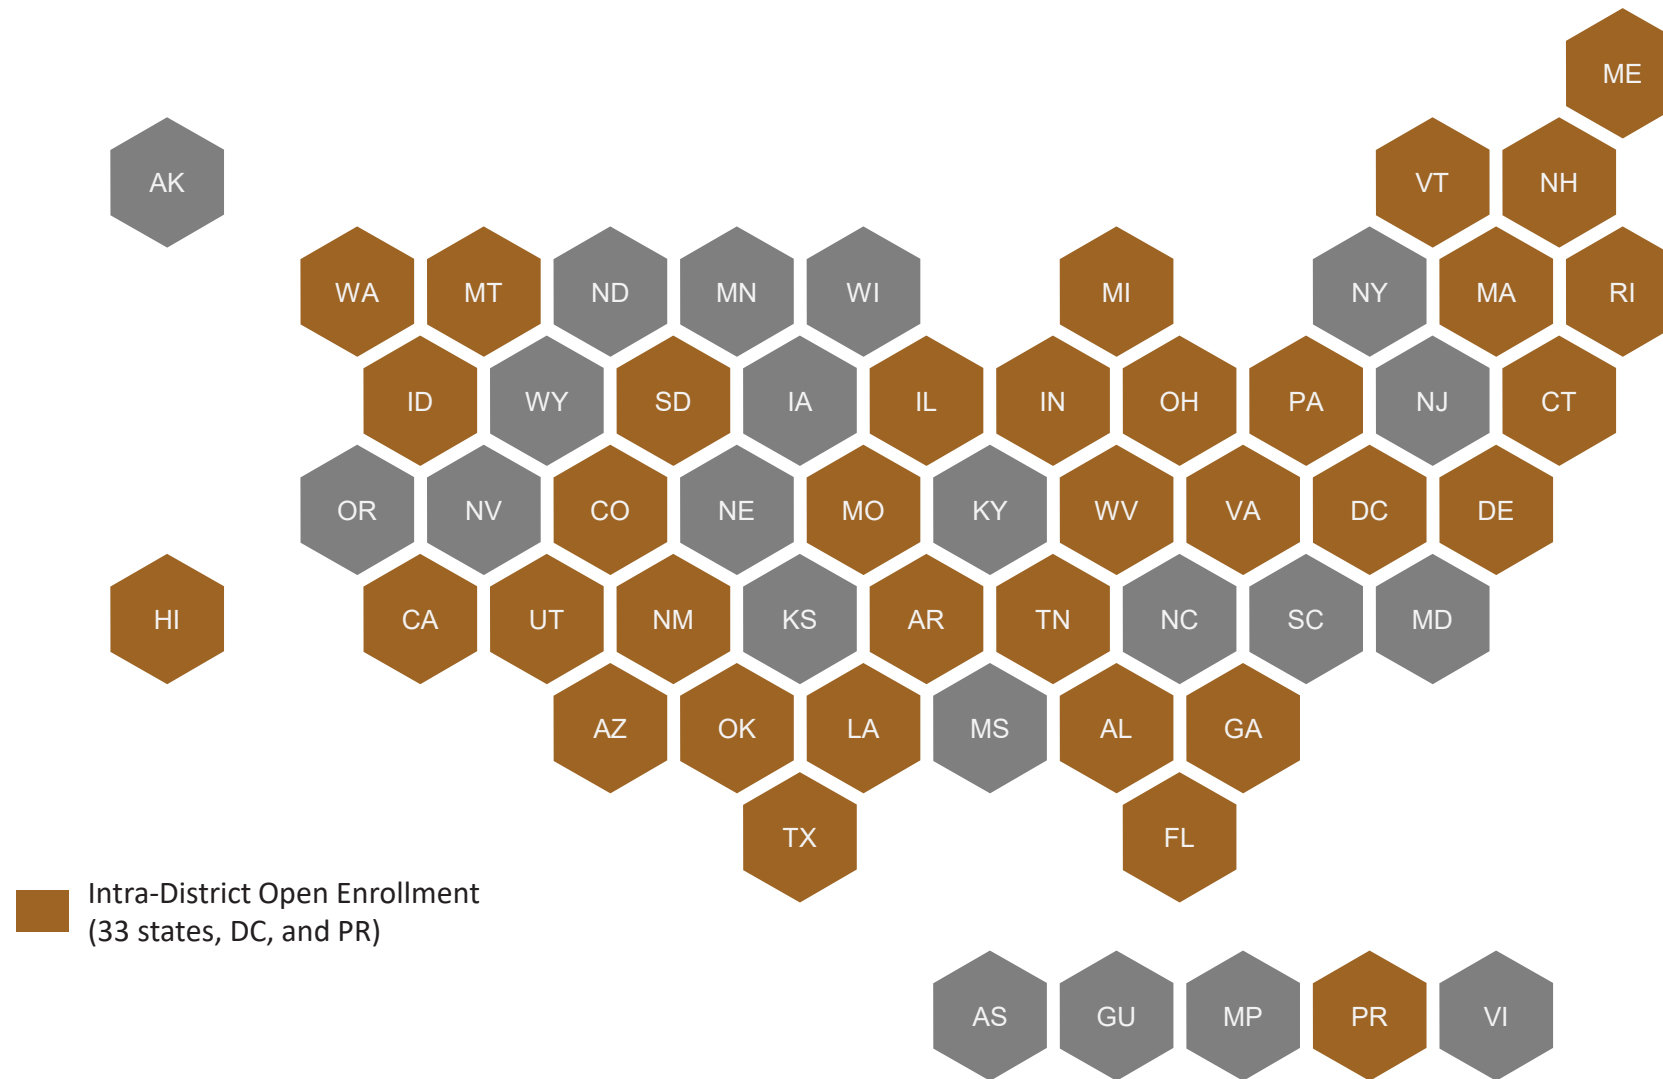 ME
AK
VT
NH
WA
MT
ND
MN
WI
MI
NY
MA
RI
ID
WY
SD
IA
IL
IN
OH
PA
NJ
CT
OR
NV
CO
NE
MO
KY
WV
VA
DC
DE
HI
CA
UT
NM
KS
AR
TN
NC
SC
MD
AZ
OK
LA
MS
AL
GA
TX
FL
Intra-District Open Enrollment
(33 states, DC, and PR)
AS
GU
MP
PR
VI